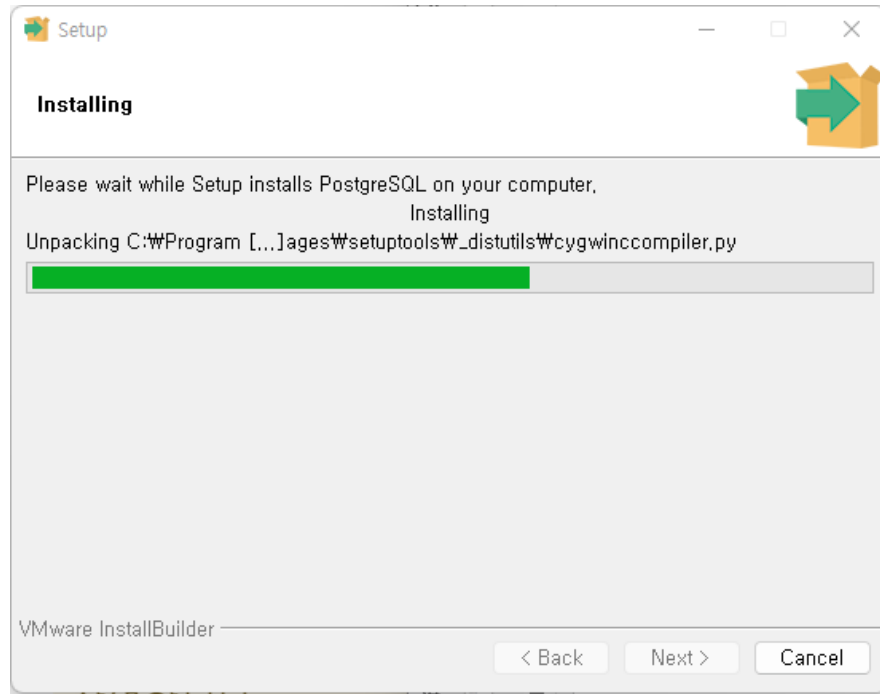 Setup
Installing
Please wait while Setup installs PostgreSQL on your computer.
Installing
Unpacking C:₩Program [...]ages₩setuptools₩_distutils₩cygwinccompiler.py
VMware InstallBuilder
< Back
Next >
Cancel